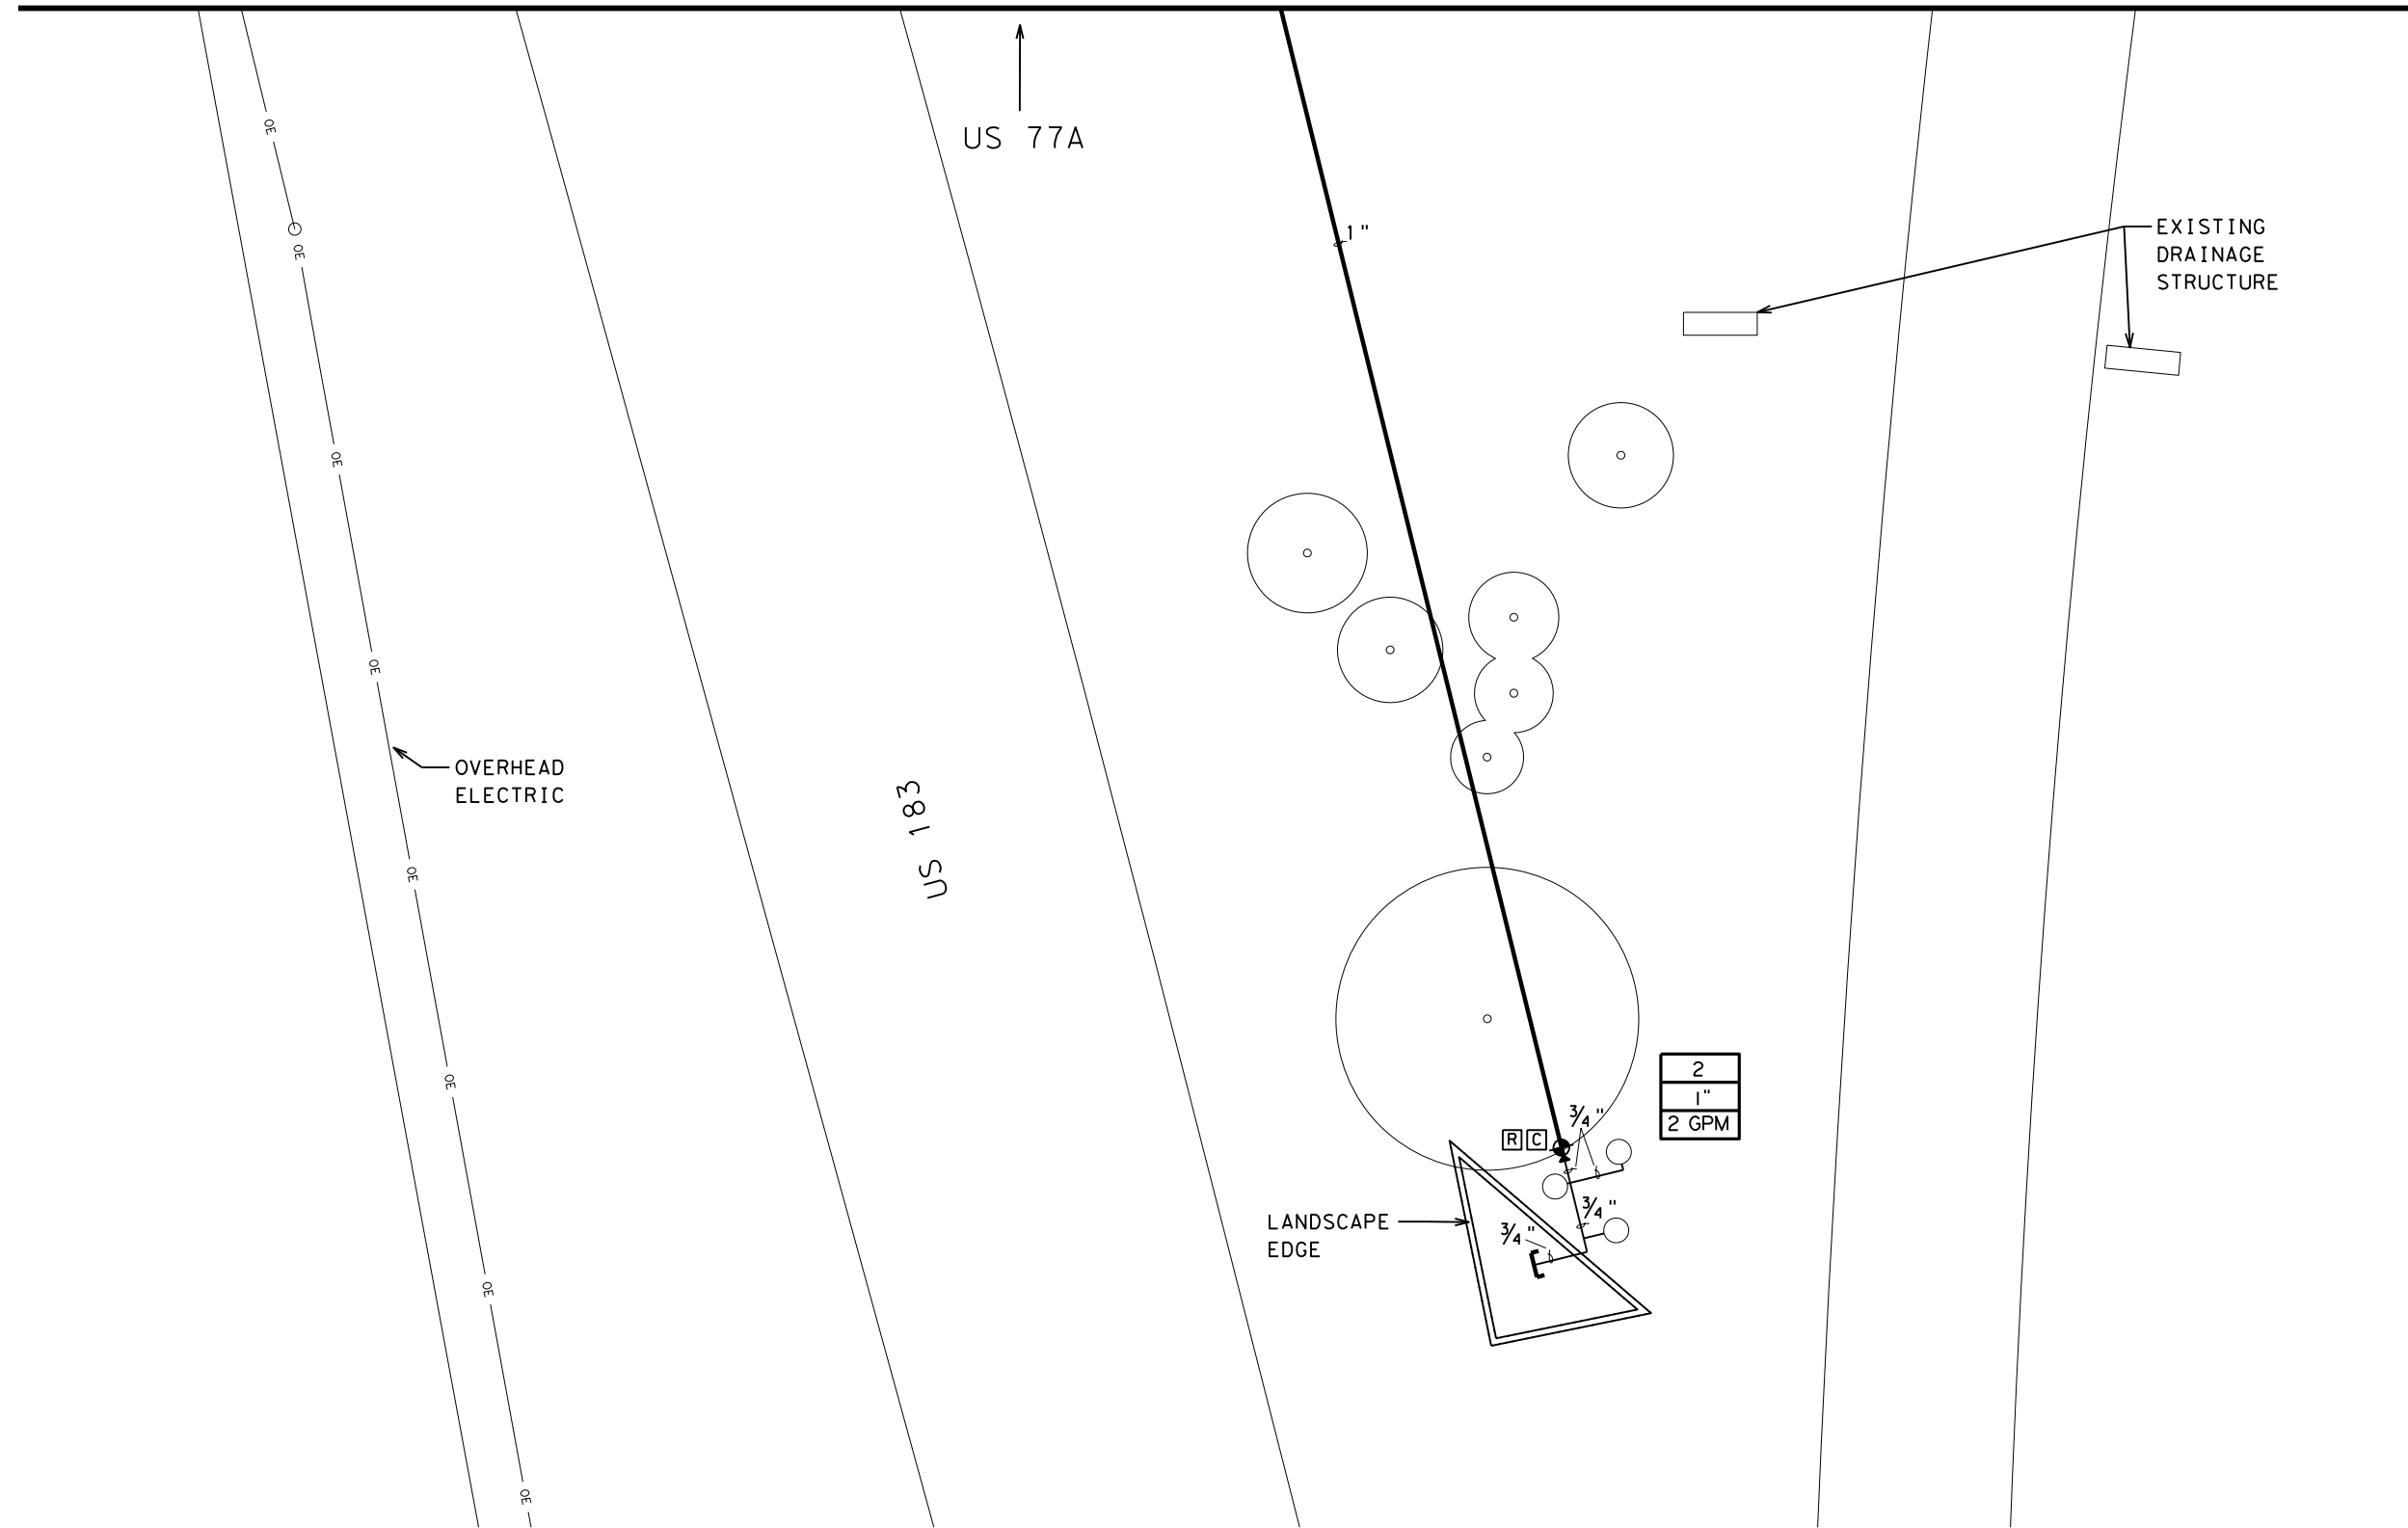 US 77A
1"
EXISTING
DRAINAGE
STRUCTURE
OE
OE
OE
OE
OVERHEAD
ELECTRIC
US 183
OE
OE
OE
OE
2
1"
2 GPM
3/4"
R C
3/4"
3/4"
LANDSCAPE
EDGE